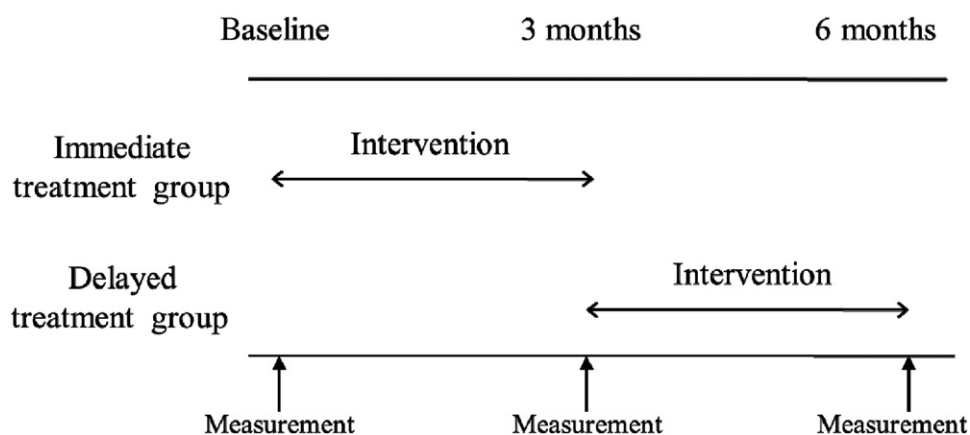 Baseline 3 months 6 months
Immediate
treatment group
Intervention
Delayed
treatment group
Intervention
Measurement Measurement Measurement